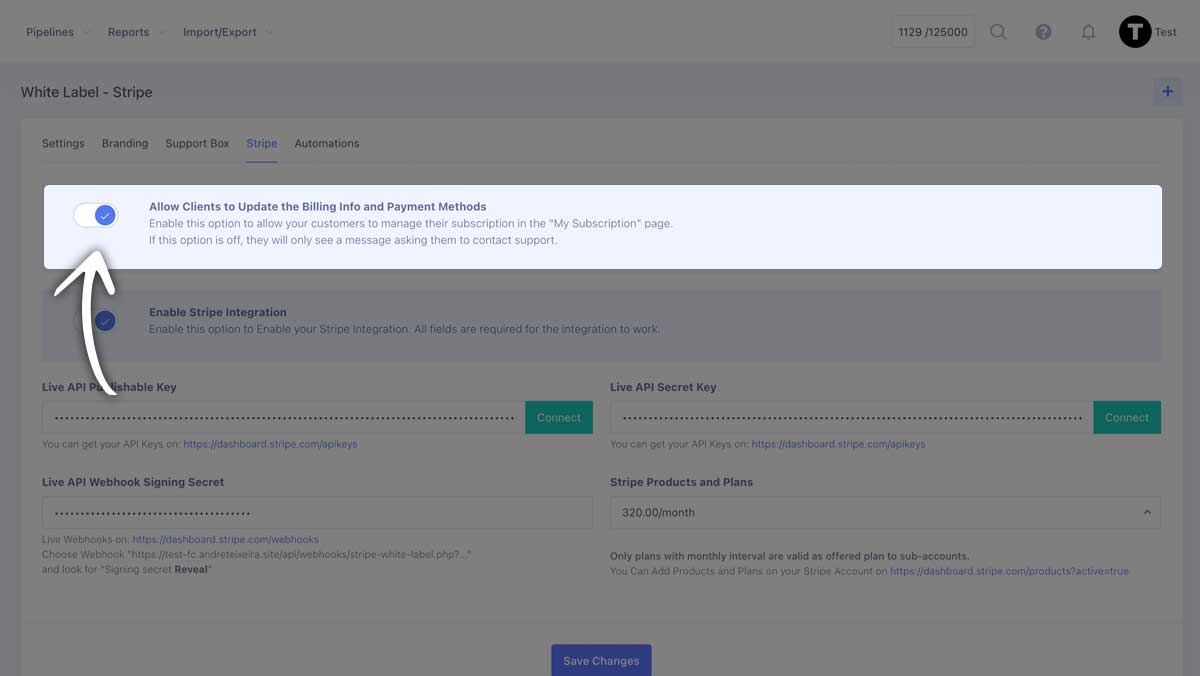 Pipelines Reports Import/Export 1129 /125000 T Test
White Label - Stripe +
Settings Branding Support Box Stripe Automations
Allow Clients to Update the Billing Info and Payment Methods
Enable this option to allow your customers to manage their subscription in the "My Subscription" page.
If this option is off, they will only see a message asking them to contact support.
Enable Stripe Integration
Enable this option to Enable your Stripe Integration. All fields are required for the integration to work.
Live API Publishable Key
Connect
You can get your API Keys on: https://dashboard.stripe.com/apikeys
Live API Secret Key
Connect
You can get your API Keys on: https://dashboard.stripe.com/apikeys
Live API Webhook Signing Secret
Live Webhooks on: https://dashboard.stripe.com/webhooks
Choose Webhook "https://test-fc.andreteixeira.site/api/webhooks/stripe-white-label.php?..."
and look for "Signing secret Reveal"
Stripe Products and Plans
320.00/month
Only plans with monthly interval are valid as offered plan to sub-accounts.
You Can Add Products and Plans on your Stripe Account on https://dashboard.stripe.com/products?active=true
Save Changes